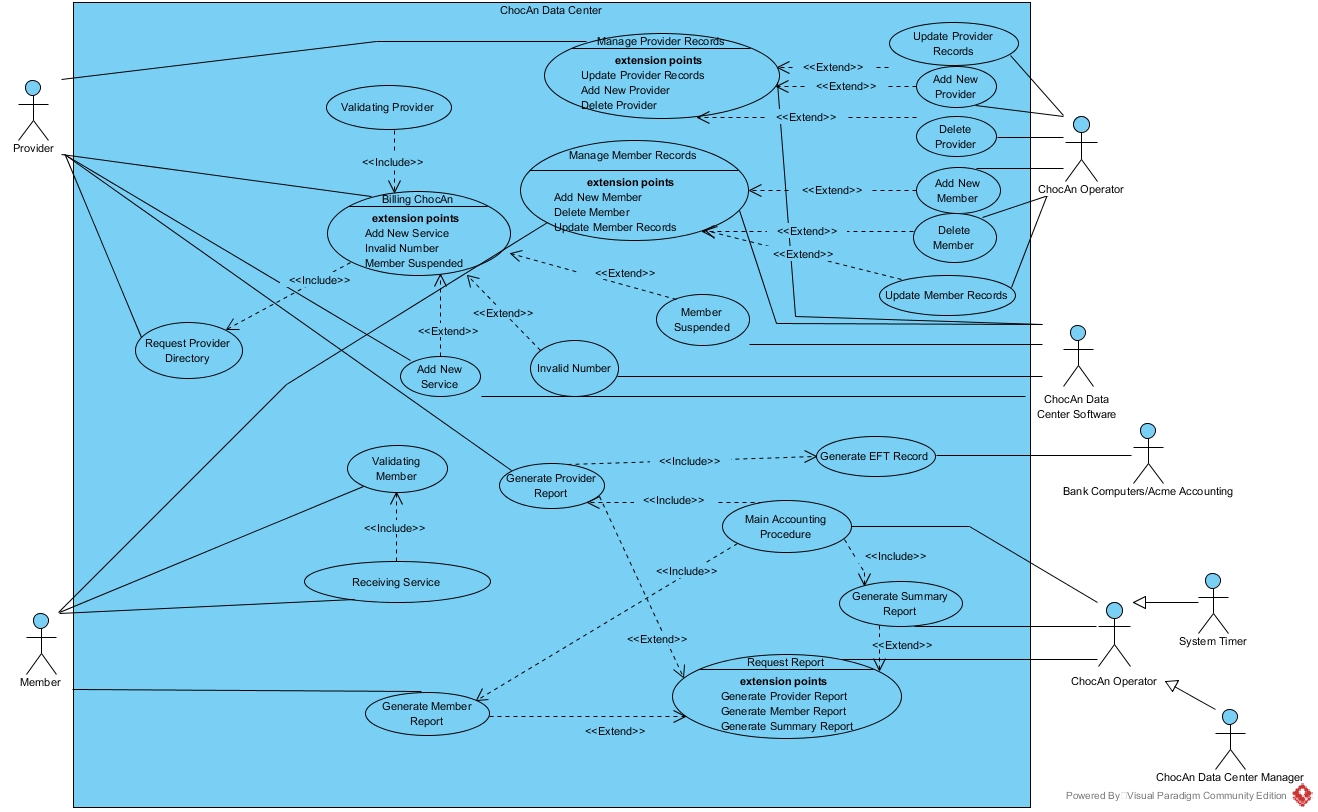 ChocAn Data Center
Manage Provider Records
extension points
Update Provider Records
Add New Provider
Delete Provider
Update Provider
Records
<<Extend>>
Add New
Provider
<<Extend>>
<<Extend>>
Delete
Provider
Provider
Validating Provider
<<Include>>
ChocAn Operator
Manage Member Records
extension points
Add New Member
Delete Member
Update Member Records
<<Extend>>
Add New
Member
<<Extend>>
Delete
Member
<<Extend>>
Update Member Records
Billing ChocAn
extension points
Add New Service
Invalid Number
Member Suspended
<<Include>>
<<Extend>>
Member
Suspended
<<Extend>>
<<Extend>>
Request Provider
Directory
Add New
Service
Invalid Number
ChocAn Data
Center Software
Validating
Member
<<Include>>
Receiving Service
Generate Provider
Report
<<Include>>
Generate EFT Record
Bank Computers/Acme Accounting
<<Include>>
Main Accounting
Procedure
<<Include>>
<<Include>>
Generate Summary
Report
<<Extend>>
<<Extend>>
System Timer
ChocAn Operator
Member
Request Report
extension points
Generate Provider Report
Generate Member Report
Generate Summary Report
Generate Member
Report
<<Extend>>
ChocAn Data Center Manager
Powered By Visual Paradigm Community Edition